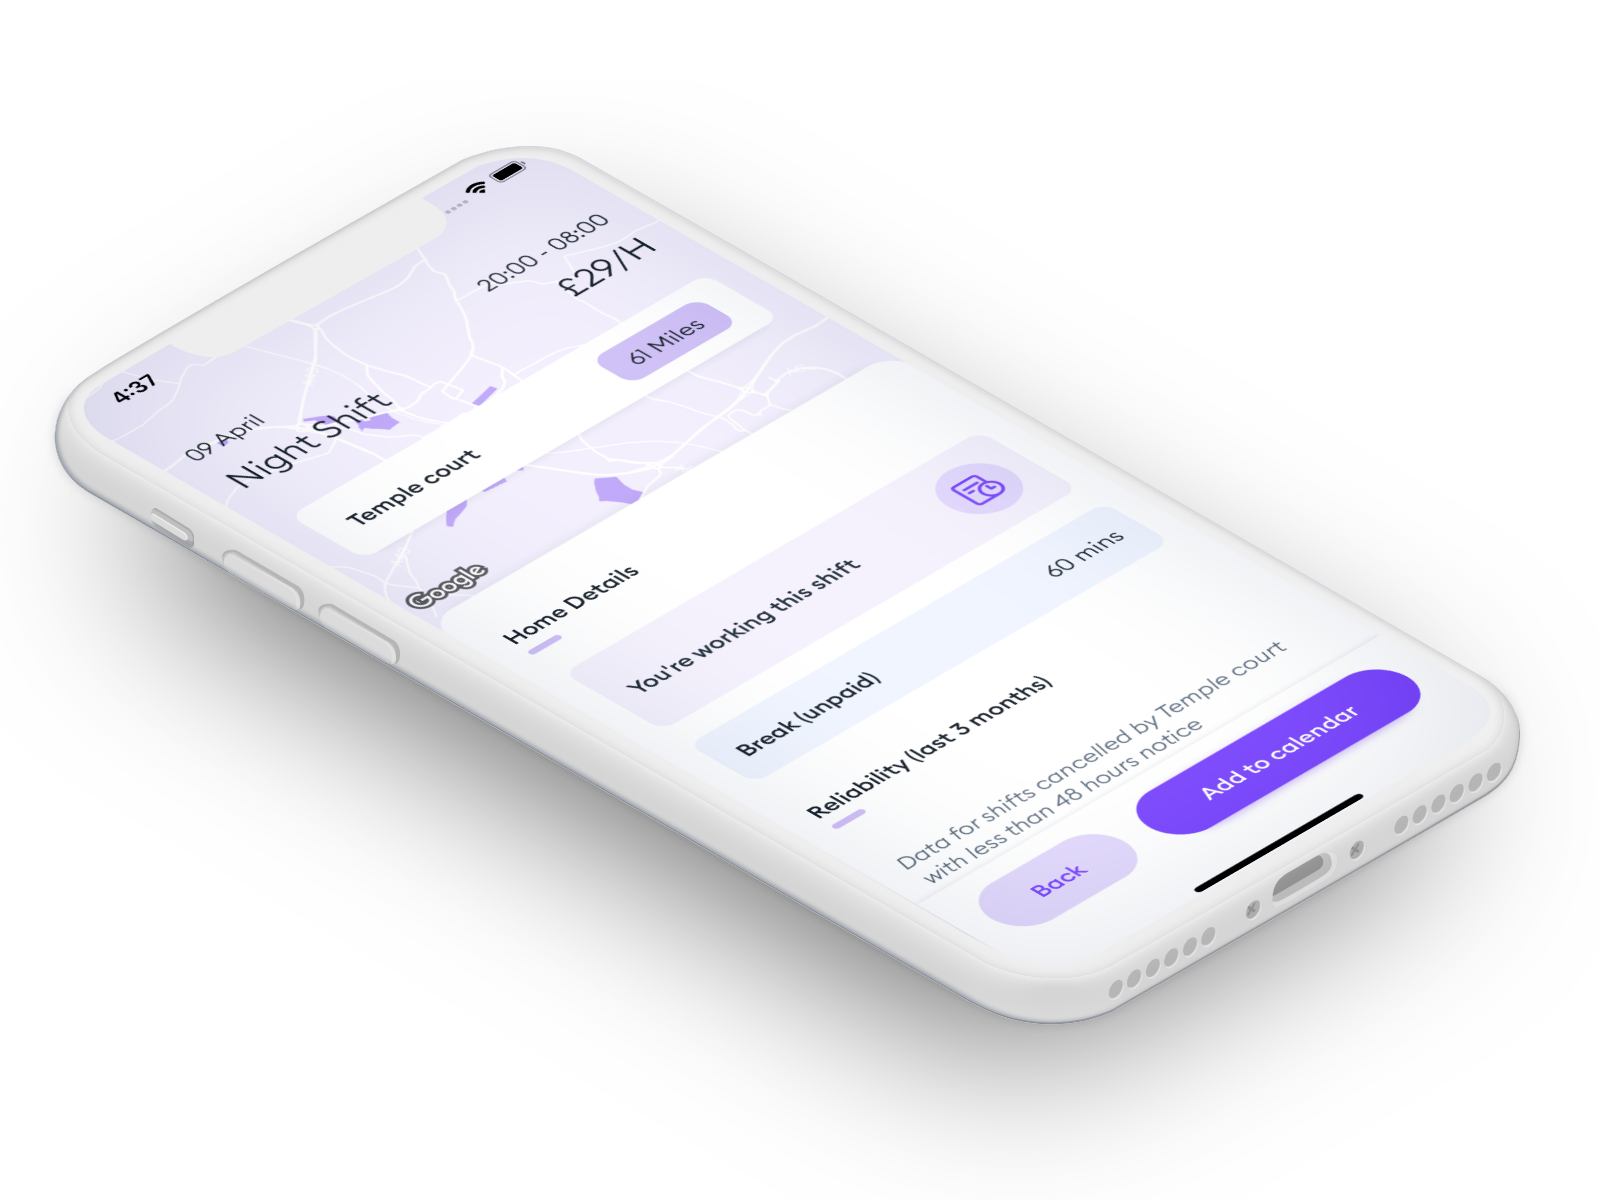 4:37
09 April
20:00 - 08:00
Night Shift
£29/H
Temple court
61 Miles
Google
Home Details
You're working this shift
Break (unpaid)
60 mins
Reliability (last 3 months)
Data for shifts cancelled by Temple court
with less than 48 hours notice
Back
Add to calendar